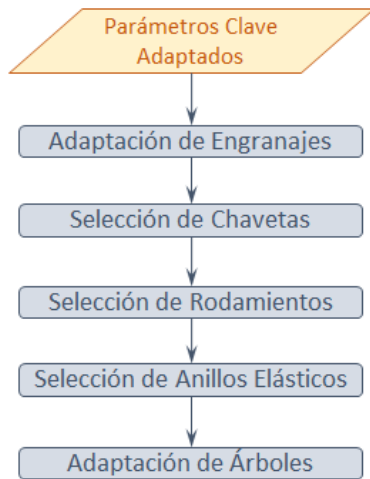 Parámetros Clave
Adaptados
Adaptación de Engranajes
Selección de Chavetas
Selección de Rodamientos
Selección de Anillos Elásticos
Adaptación de Árboles